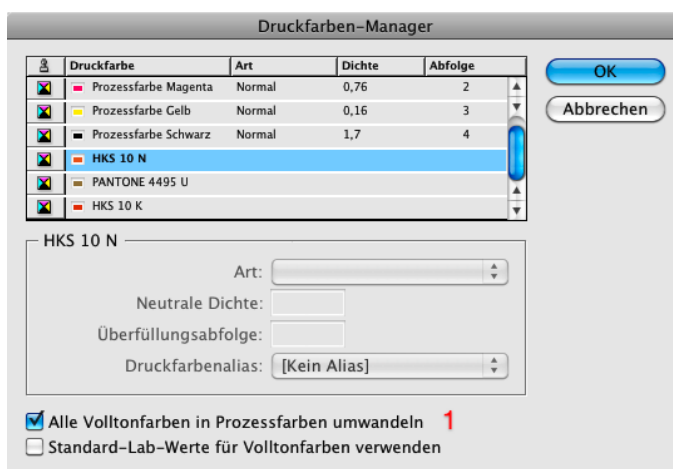 Druckfarben-Manager
Druckfarbe Art Dichte Abfolge
Prozessfarbe Magenta Normal 0,76 2
Prozessfarbe Gelb Normal 0,16 3
Prozessfarbe Schwarz Normal 1,7 4
HKS 10 N
PANTONE 4495 U
HKS 10 K
OK
Abbrechen
HKS 10 N
Art:
Neutrale Dichte:
Überfüllungsabfolge:
Druckfarbenalias: [Kein Alias]
Alle Volltonfarben in Prozessfarben umwandeln 1
Standard-Lab-Werte für Volltonfarben verwenden